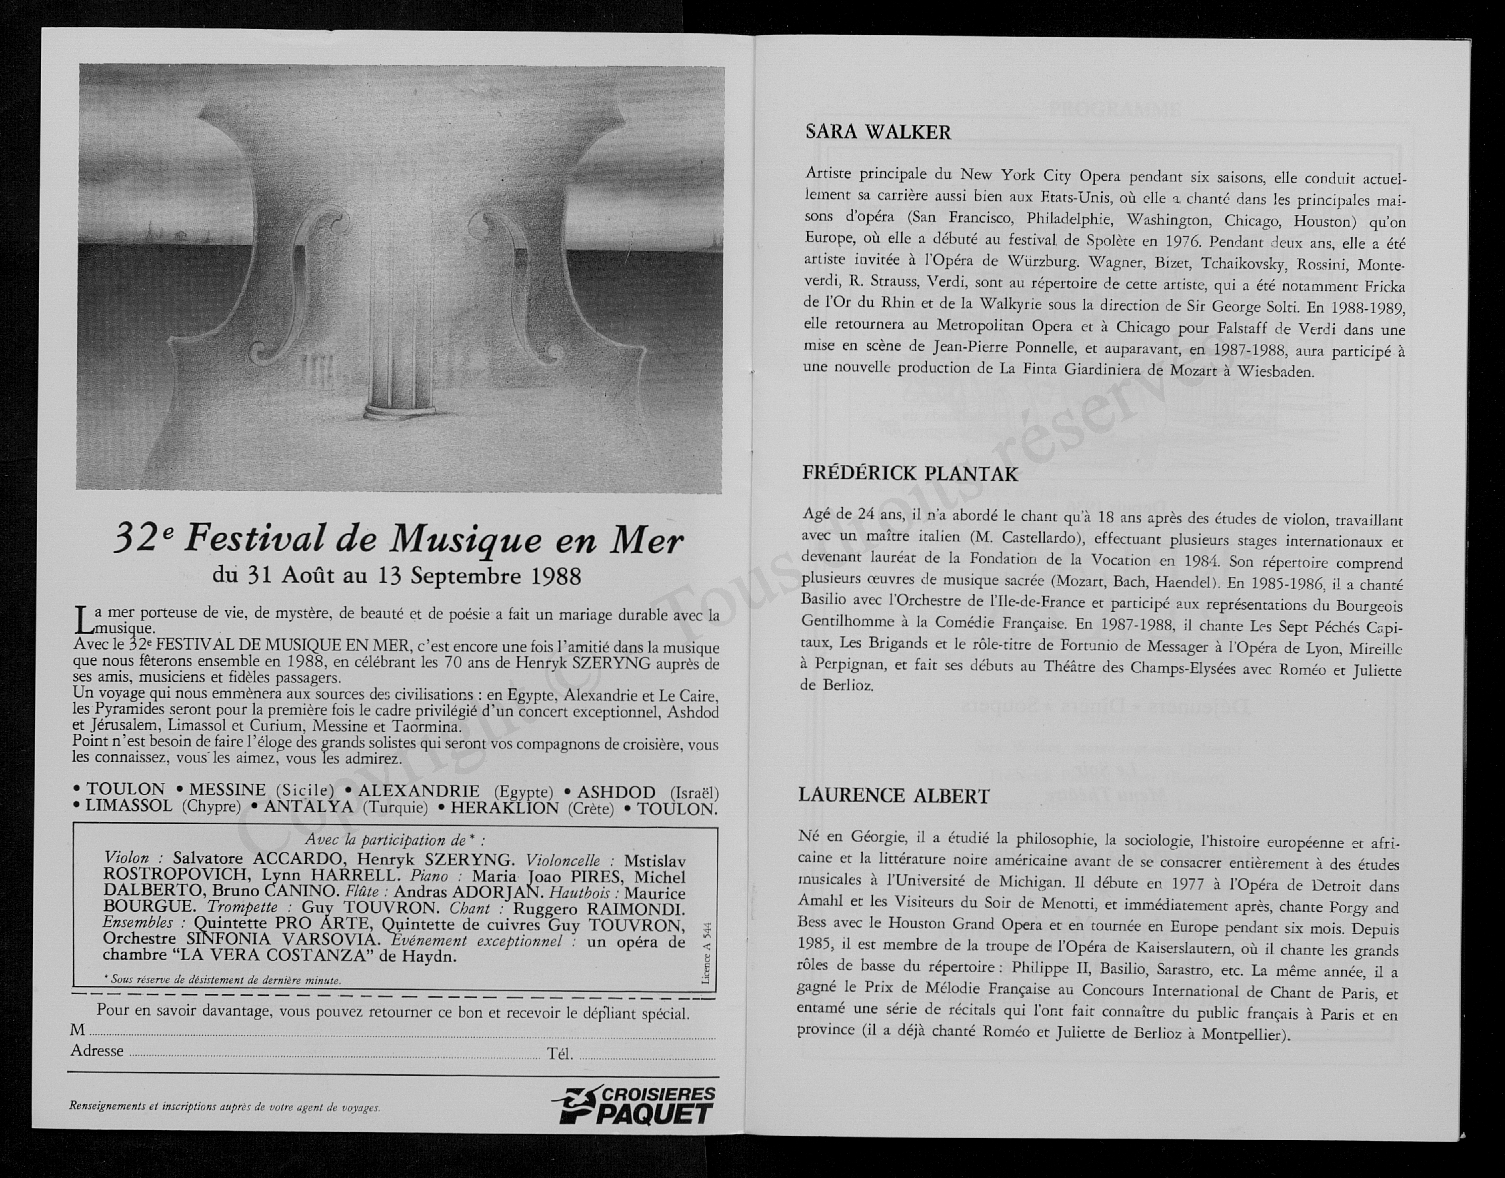 32e Festival de Musique en Mer
du 31 Août au 13 Septembre 1988
La mer porteuse de vie, de mystère, de beauté et de poésie a fait un mariage durable avec la
musique.
Avec le 32e FESTIVAL DE MUSIQUE EN MER, c'est encore une fois l'amitié dans la musique
que nous fêterons ensemble en 1988, en célébrant les 70 ans de Henryk SZERYNG auprès de
ses amis, musiciens et fidèles passagers.
Un voyage qui nous emmènera aux sources des civilisations : en Egypte, Alexandrie et Le Caire,
les Pyramides seront pour la première fois le cadre privilégié d'un concert exceptionnel, Ashdod
et Jérusalem, Limassol et Curium, Messine et Taormina.
Point n'est besoin de faire l'éloge des grands solistes qui seront vos compagnons de croisière, vous
les connaissez, vous les aimez, vous les admirez.
• TOULON • MESSINE (Sicile) • ALEXANDRIE (Egypte) • ASHDOD (Israël)
• LIMASSOL (Chypre) • ANTALYA (Turquie) • HERAKLION (Crète) • TOULON.
Avec la participation de* :
Violon : Salvatore ACCARDO, Henryk SZERYNG. Violoncelle : Mstislav
ROSTROPOVICH, Lynn HARRELL. Piano : Maria Joao PIRES, Michel
DALBERTO, Bruno CANINO. Flûte : Andras ADORJAN. Hautbois : Maurice
BOURGUE. Trompette : Guy TOUVRON. Chant : Ruggero RAIMONDI.
Ensembles : Quintette PRO ARTE, Quintette de cuivres Guy TOUVRON,
Orchestre SINFONIA VARSOVIA. Événement exceptionnel : un opéra de
chambre "LA VERA COSTANZA" de Haydn.
* Sous réserve de désistement de dernière minute.
Licence A 544
Pour en savoir davantage, vous pouvez retourner ce bon et recevoir le dépliant spécial.
M
Adresse Tél.
Renseignements et inscriptions auprès de votre agent de voyages.
CROISIERES
PAQUET
SARA WALKER
Artiste principale du New York City Opera pendant six saisons, elle conduit actuel-
lement sa carrière aussi bien aux Etats-Unis, où elle a chanté dans les principales mai-
sons d'opéra (San Francisco, Philadelphie, Washington, Chicago, Houston) qu'on
Europe, où elle a débuté au festival de Spolète en 1976. Pendant deux ans, elle a été
artiste invitée à l'Opéra de Würzburg. Wagner, Bizet, Tchaikovsky, Rossini, Monte-
verdi, R. Strauss, Verdi, sont au répertoire de cette artiste, qui a été notamment Fricka
de l'Or du Rhin et de la Walkyrie sous la direction de Sir George Solti. En 1988-1989,
elle retournera au Metropolitan Opera et à Chicago pour Falstaff de Verdi dans une
mise en scène de Jean-Pierre Ponnelle, et auparavant, en 1987-1988, aura participé à
une nouvelle production de La Finta Giardiniera de Mozart à Wiesbaden.
FRÉDÉRICK PLANTAK
Agé de 24 ans, il n'a abordé le chant qu'à 18 ans après des études de violon, travaillant
avec un maître italien (M. Castellardo), effectuant plusieurs stages internationaux et
devenant lauréat de la Fondation de la Vocation en 1984. Son répertoire comprend
plusieurs œuvres de musique sacrée (Mozart, Bach, Haendel). En 1985-1986, il a chanté
Basilio avec l'Orchestre de l'Ile-de-France et participé aux représentations du Bourgeois
Gentilhomme à la Comédie Française. En 1987-1988, il chante Les Sept Péchés Capi-
taux, Les Brigands et le rôle-titre de Fortunio de Messager à l'Opéra de Lyon, Mireille
à Perpignan, et fait ses débuts au Théâtre des Champs-Elysées avec Roméo et Juliette
de Berlioz.
LAURENCE ALBERT
Né en Géorgie, il a étudié la philosophie, la sociologie, l'histoire européenne et afri-
caine et la littérature noire américaine avant de se consacrer entièrement à des études
musicales à l'Université de Michigan. Il débute en 1977 à l'Opéra de Detroit dans
Amahl et les Visiteurs du Soir de Menotti, et immédiatement après, chante Porgy and
Bess avec le Houston Grand Opera et en tournée en Europe pendant six mois. Depuis
1985, il est membre de la troupe de l'Opéra de Kaiserslautern, où il chante les grands
rôles de basse du répertoire : Philippe II, Basilio, Sarastro, etc. La même année, il a
gagné le Prix de Mélodie Française au Concours International de Chant de Paris, et
entamé une série de récitals qui l'ont fait connaître du public français à Paris et en
province (il a déjà chanté Roméo et Juliette de Berlioz à Montpellier).
Copyright © Tous droits réservés.